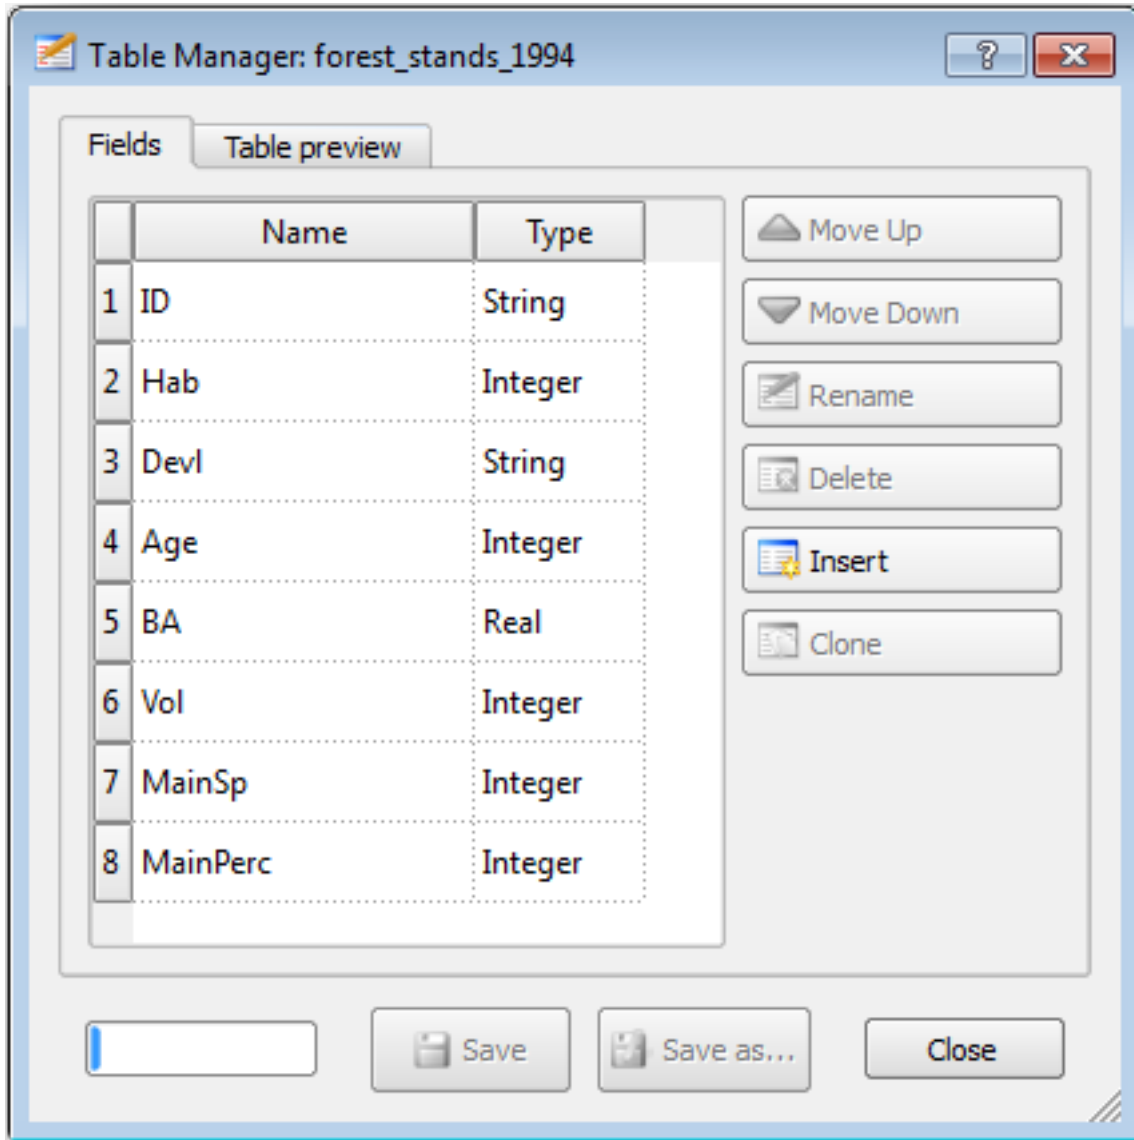 Table Manager: forest_stands_1994
?
Fields Table preview
Name Type
1 ID String
2 Hab Integer
3 Devl String
4 Age Integer
5 BA Real
6 Vol Integer
7 MainSp Integer
8 MainPerc Integer
Move Up
Move Down
Rename
Delete
Insert
Clone
Save Save as... Close